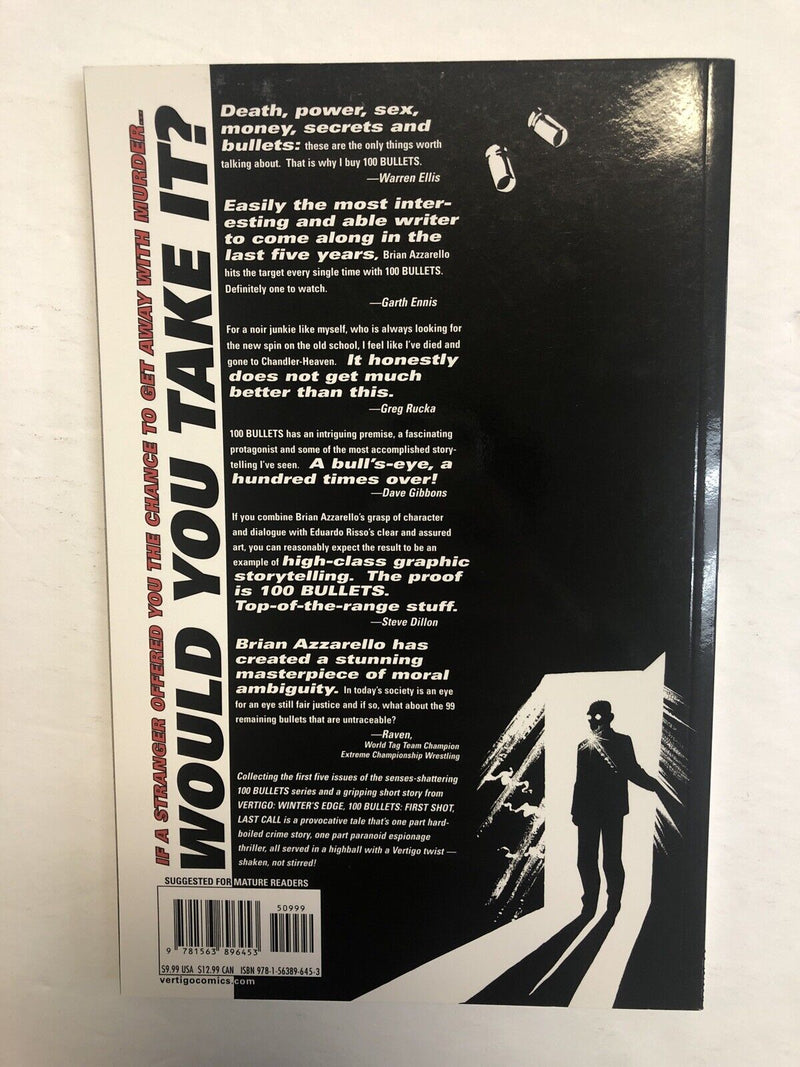 IF A STRANGER OFFERED YOU THE CHANCE TO GET AWAY WITH MURDER...
WOULD YOU TAKE IT?
Death, power, sex,
money, secrets and
bullets: these are the only things worth
talking about. That is why I buy 100 BULLETS.
—Warren Ellis
Easily the most inter-
esting and able writer
to come along in the
last five years, Brian Azzarello
hits the target every single time with 100 BULLETS.
Definitely one to watch.
—Garth Ennis
For a noir junkie like myself, who is always looking for
the new spin on the old school, I feel like I've died and
gone to Chandler-Heaven. It honestly
does not get much
better than this.
—Greg Rucka
100 BULLETS has an intriguing premise, a fascinating
protagonist and some of the most accomplished story-
telling I've seen. A bull's-eye, a
hundred times over!
—Dave Gibbons
If you combine Brian Azzarello's grasp of character
and dialogue with Eduardo Risso's clear and assured
art, you can reasonably expect the result to be an
example of high-class graphic
storytelling. The proof
is 100 BULLETS.
Top-of-the-range stuff.
—Steve Dillon
Brian Azzarello has
created a stunning
masterpiece of moral
ambiguity. In today's society is an eye
for an eye still fair justice and if so, what about the 99
remaining bullets that are untraceable?
—Raven,
World Tag Team Champion
Extreme Championship Wrestling
Collecting the first five issues of the senses-shattering
100 BULLETS series and a gripping short story from
VERTIGO: WINTER'S EDGE, 100 BULLETS: FIRST SHOT,
LAST CALL is a provocative tale that's one part hard-
boiled crime story, one part paranoid espionage
thriller, all served in a highball with a Vertigo twist —
shaken, not stirred!
SUGGESTED FOR MATURE READERS
50999
9 781563 896453
$9.99 USA $12.99 CAN ISBN 978-1-56389-645-3
vertigocomics.com